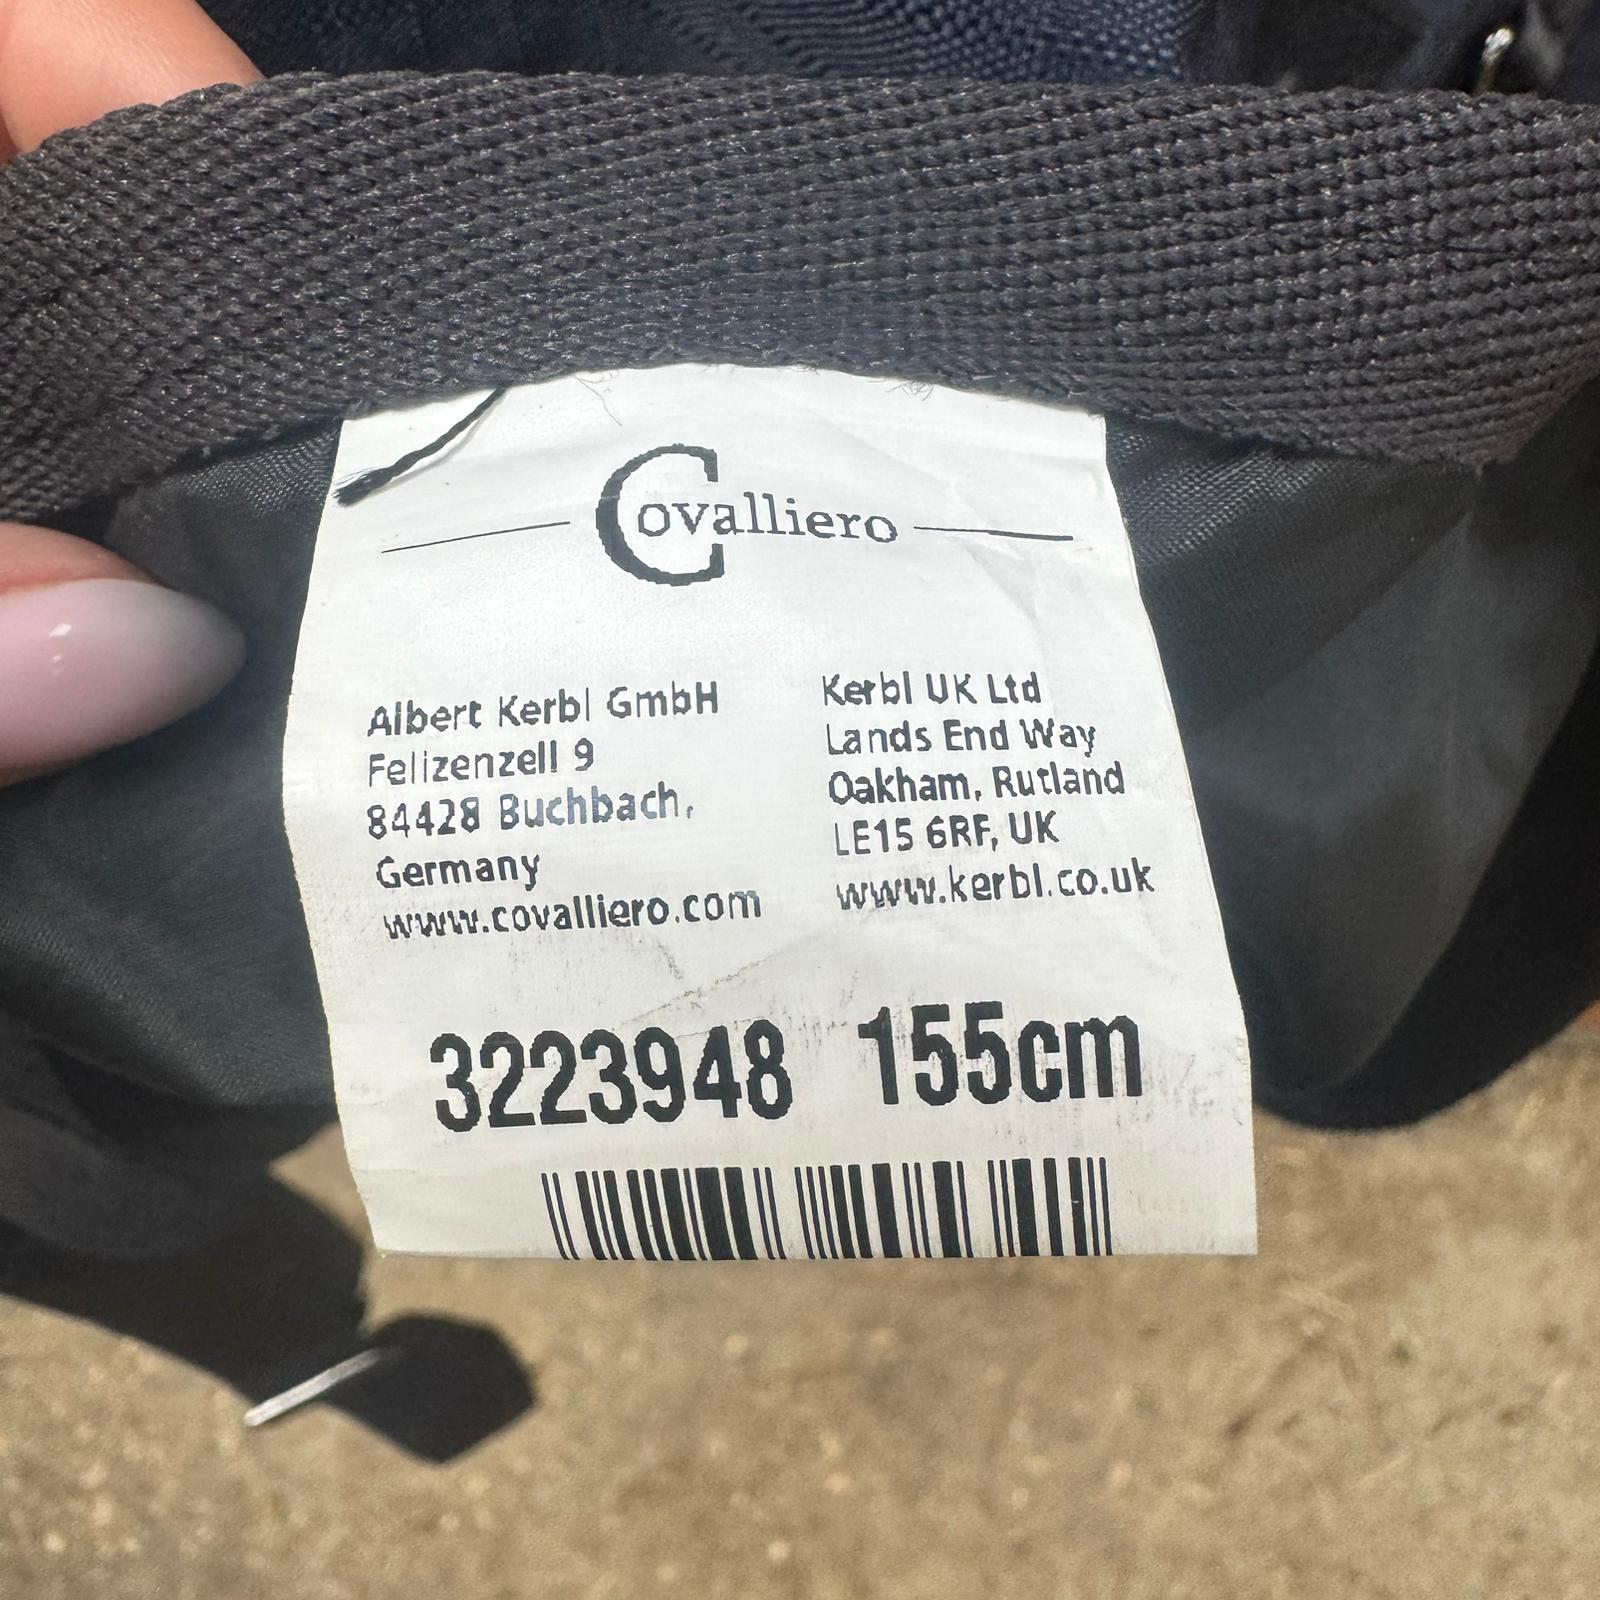 Covalliero
Albert Kerbl GmbH
Felizenzell 9
84428 Buchbach,
Germany
www.covalliero.com
Kerbl UK Ltd
Lands End Way
Oakham, Rutland
LE15 6RF, UK
www.kerbl.co.uk
3223948 155cm